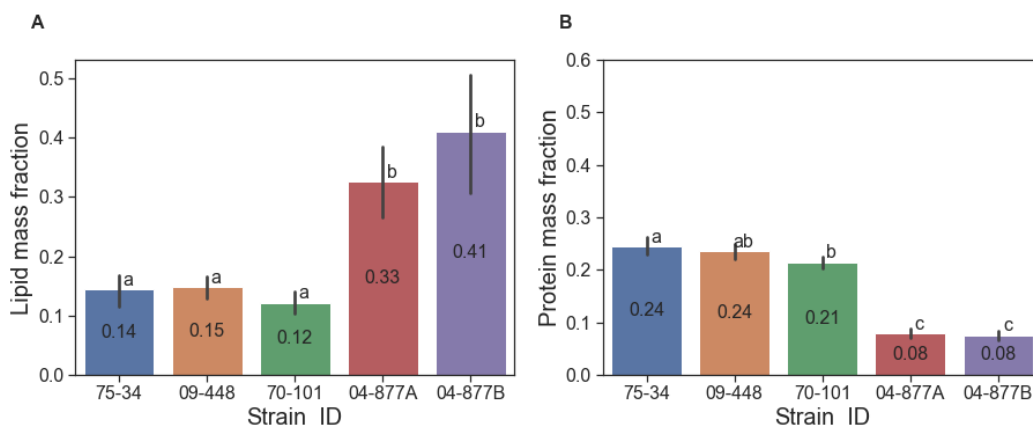 A
Lipid mass fraction
0.5
0.4
0.3
0.2
0.1
0.0
a
a
a
b
b
0.14
0.15
0.12
0.33
0.41
75-34 09-448 70-101 04-877A 04-877B
Strain ID
B
Protein mass fraction
0.6
0.5
0.4
0.3
0.2
0.1
0.0
a
ab
b
c
c
0.24
0.24
0.21
0.08
0.08
75-34 09-448 70-101 04-877A 04-877B
Strain ID